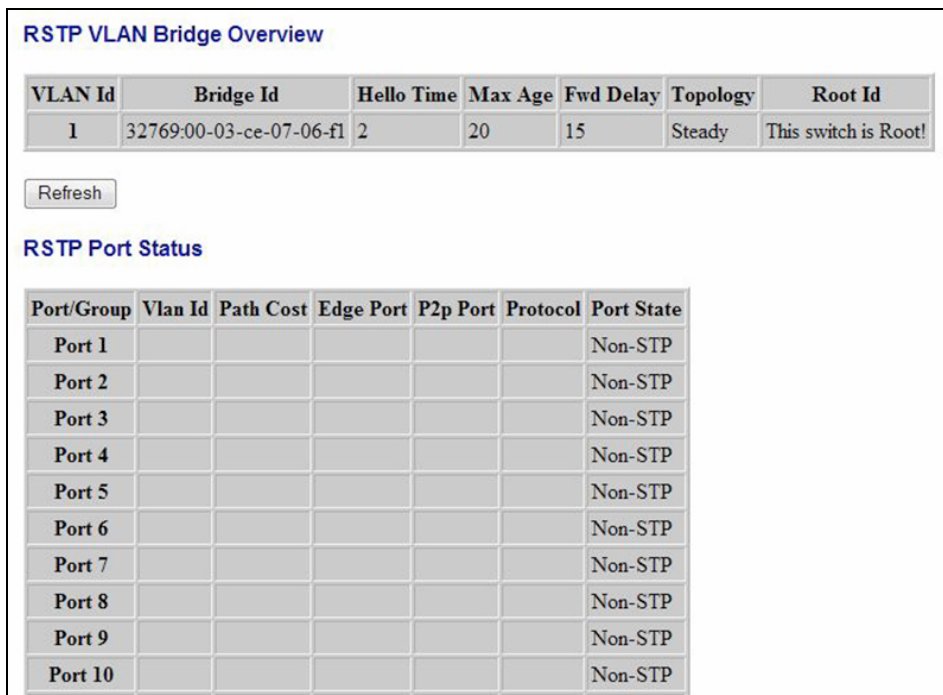 RSTP VLAN Bridge Overview
VLAN Id Bridge Id Hello Time Max Age Fwd Delay Topology Root Id
1 32769:00-03-ce-07-06-f1 2 20 15 Steady This switch is Root!
Refresh
RSTP Port Status
Port/Group Vlan Id Path Cost Edge Port P2p Port Protocol Port State
Port 1 Non-STP
Port 2 Non-STP
Port 3 Non-STP
Port 4 Non-STP
Port 5 Non-STP
Port 6 Non-STP
Port 7 Non-STP
Port 8 Non-STP
Port 9 Non-STP
Port 10 Non-STP